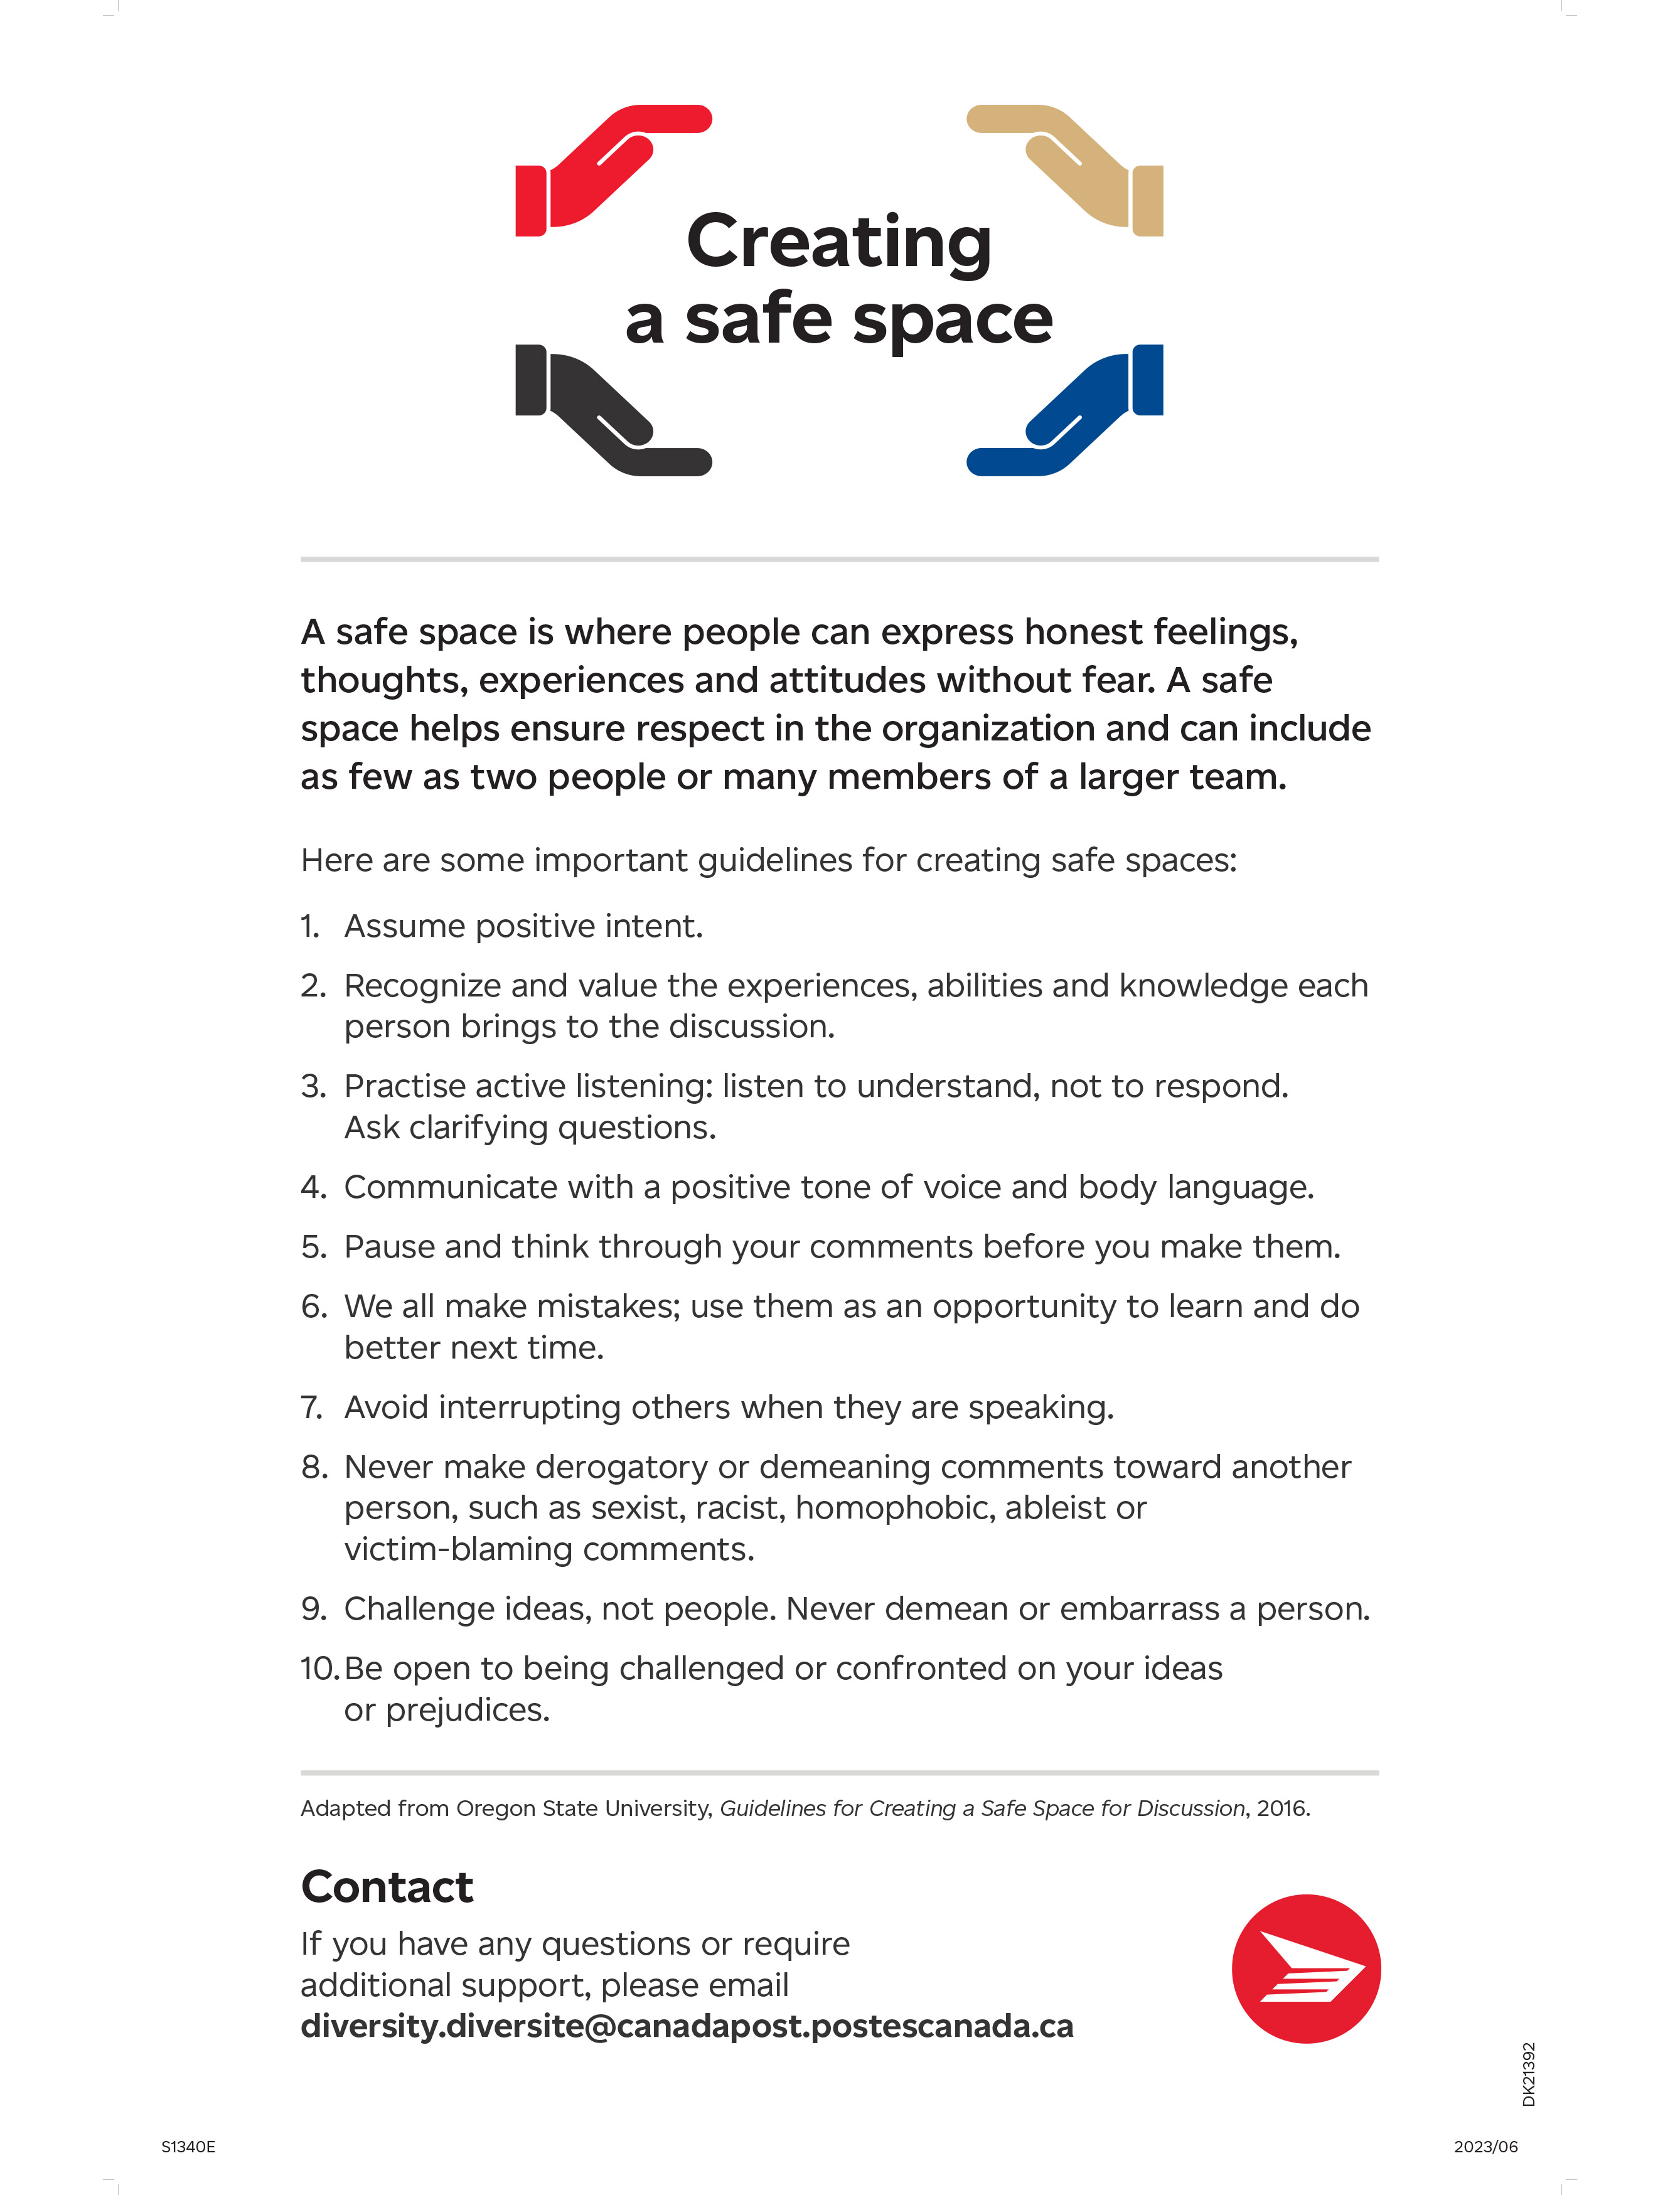 Creating
a safe space
A safe space is where people can express honest feelings,
thoughts, experiences and attitudes without fear. A safe
space helps ensure respect in the organization and can include
as few as two people or many members of a larger team.
Here are some important guidelines for creating safe spaces:
1. Assume positive intent.
2. Recognize and value the experiences, abilities and knowledge each
person brings to the discussion.
3. Practise active listening: listen to understand, not to respond.
Ask clarifying questions.
4. Communicate with a positive tone of voice and body language.
5. Pause and think through your comments before you make them.
6. We all make mistakes; use them as an opportunity to learn and do
better next time.
7. Avoid interrupting others when they are speaking.
8. Never make derogatory or demeaning comments toward another
person, such as sexist, racist, homophobic, ableist or
victim-blaming comments.
9. Challenge ideas, not people. Never demean or embarrass a person.
10. Be open to being challenged or confronted on your ideas
or prejudices.
Adapted from Oregon State University, Guidelines for Creating a Safe Space for Discussion, 2016.
Contact
If you have any questions or require
additional support, please email
diversity.diversite@canadapost.postescanada.ca
DK21392
S1340E
2023/06